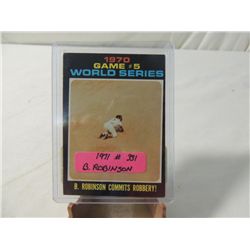 1970
GAME #5
WORLD SERIES
1971 # 331
B. ROBINSON
B. ROBINSON COMMITS ROBBERY!